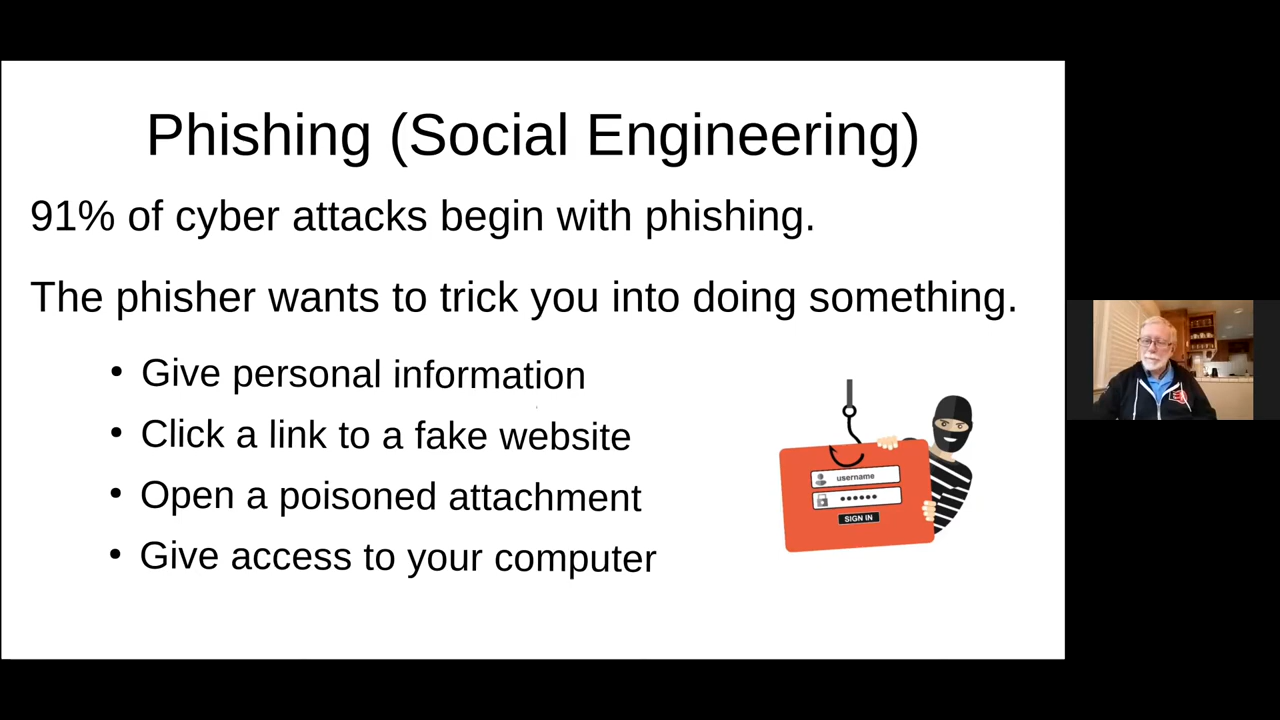 Phishing (Social Engineering)
91% of cyber attacks begin with phishing.
The phisher wants to trick you into doing something.
• Give personal information
• Click a link to a fake website
• Open a poisoned attachment
• Give access to your computer
username
••••••
SIGN IN